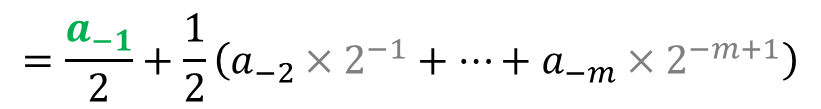 = a₋₁/2 + 1/2 (a₋₂ × 2⁻¹ + ⋯ + a₋ₘ × 2⁻ᵐ⁺¹)